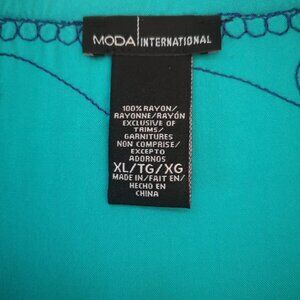 MODA INTERNATIONAL
100% RAYON/
RAYONNE/RAYÓN
EXCLUSIVE OF
TRIMS/
GARNITURES
NON COMPRISE/
EXCEPTO
ADORNOS
XL/TG/XG
MADE IN/FAIT EN/
HECHO EN
CHINA